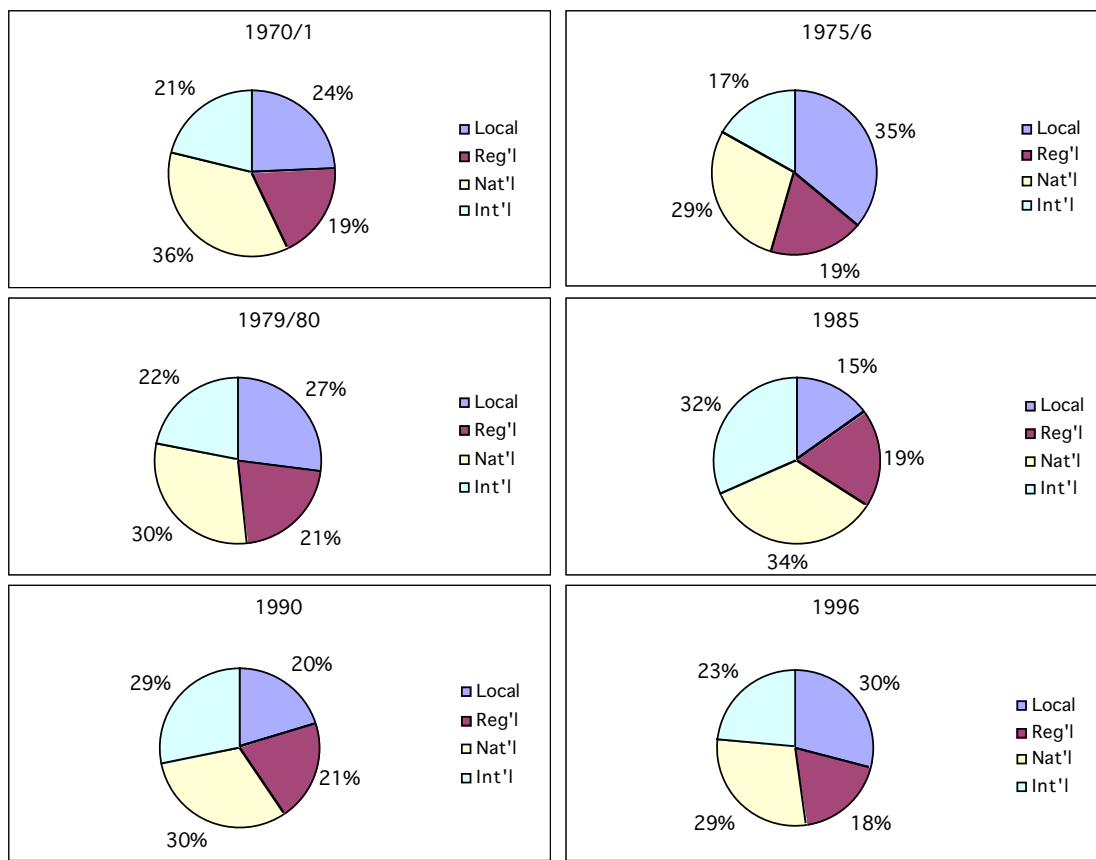 1970/1
21%
24%
19%
36%
Local
Reg'l
Nat'l
Int'l
1975/6
17%
35%
29%
19%
Local
Reg'l
Nat'l
Int'l
1979/80
22%
27%
30%
21%
Local
Reg'l
Nat'l
Int'l
1985
15%
32%
19%
34%
Local
Reg'l
Nat'l
Int'l
1990
20%
29%
21%
30%
Local
Reg'l
Nat'l
Int'l
1996
23%
30%
29%
18%
Local
Reg'l
Nat'l
Int'l